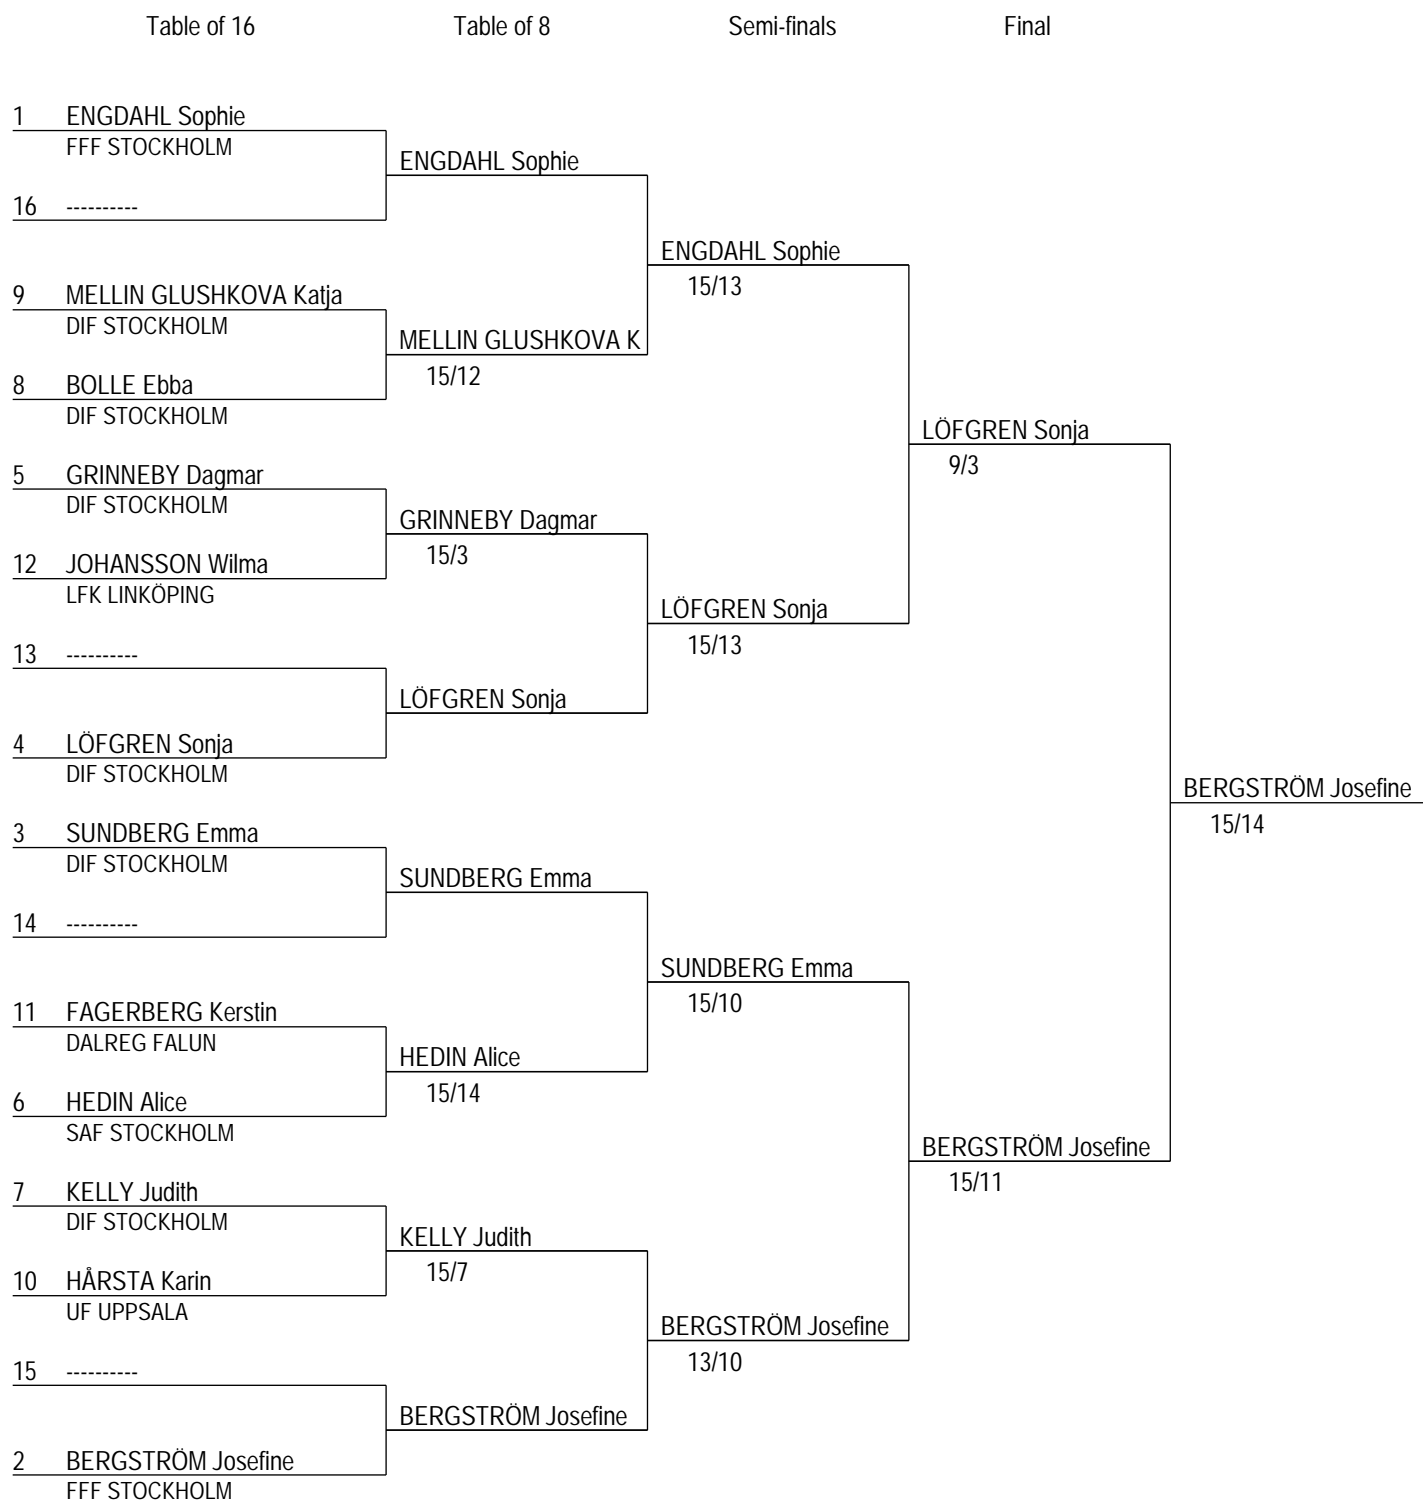 Table of 16 Table of 8 Semi-finals Final
1 ENGDAHL Sophie
FFF STOCKHOLM
ENGDAHL Sophie
16 ----------
ENGDAHL Sophie
15/13
9 MELLIN GLUSHKOVA Katja
DIF STOCKHOLM
MELLIN GLUSHKOVA K
15/12
8 BOLLE Ebba
DIF STOCKHOLM
LÖFGREN Sonja
9/3
5 GRINNEBY Dagmar
DIF STOCKHOLM
GRINNEBY Dagmar
15/3
12 JOHANSSON Wilma
LFK LINKÖPING
LÖFGREN Sonja
15/13
13 ----------
LÖFGREN Sonja
4 LÖFGREN Sonja
DIF STOCKHOLM
BERGSTRÖM Josefine
15/14
3 SUNDBERG Emma
DIF STOCKHOLM
SUNDBERG Emma
14 ----------
SUNDBERG Emma
15/10
11 FAGERBERG Kerstin
DALREG FALUN
HEDIN Alice
15/14
6 HEDIN Alice
SAF STOCKHOLM
BERGSTRÖM Josefine
15/11
7 KELLY Judith
DIF STOCKHOLM
KELLY Judith
15/7
10 HÅRSTA Karin
UF UPPSALA
BERGSTRÖM Josefine
13/10
15 ----------
BERGSTRÖM Josefine
2 BERGSTRÖM Josefine
FFF STOCKHOLM